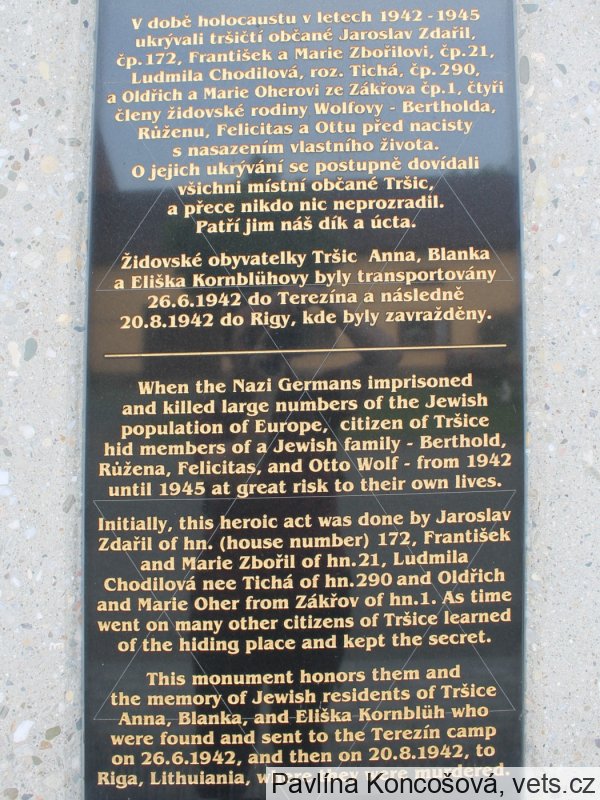 V době holocaustu v letech 1942 - 1945
ukrývali tršičtí občané Jaroslav Zdařil,
čp. 172, František a Marie Zbořilovi, čp. 21,
Ludmila Chodilová, roz. Tichá, čp. 290,
a Oldřich a Marie Oherovi ze Zákřova čp. 1, čtyři
členy židovské rodiny Wolfovy - Bertholda,
Růženu, Felicitas a Ottu před nacisty
s nasazením vlastního života.
O jejich ukrývání se postupně dovídali
všichni místní občané Tršic,
a přece nikdo nic neprozradil.
Patří jim náš dík a úcta.
Židovské obyvatelky Tršic Anna, Blanka
a Eliška Kornblühovy byly transportovány
26.6.1942 do Terezína a následně
20.8.1942 do Rigy, kde byly zavražděny.
When the Nazi Germans imprisoned
and killed large numbers of the Jewish
population of Europe, citizen of Tršice
hid members of a Jewish family - Berthold,
Růžena, Felicitas, and Otto Wolf - from 1942
until 1945 at great risk to their own lives.
Initially, this heroic act was done by Jaroslav
Zdařil of hn. (house number) 172, František
and Marie Zbořil of hn. 21, Ludmila
Chodilová nee Tichá of hn. 290 and Oldřich
and Marie Oher from Zákřov of hn. 1. As time
went on many other citizens of Tršice learned
of the hiding place and kept the secret.
This monument honors them and
the memory of Jewish residents of Tršice
Anna, Blanka, and Eliška Kornblüh who
were found and sent to the Terezín camp
on 26.6.1942, and then on 20.8.1942, to
Riga, Lithuiania, where they were murdered.
Pavlína Koncošová, vets.cz